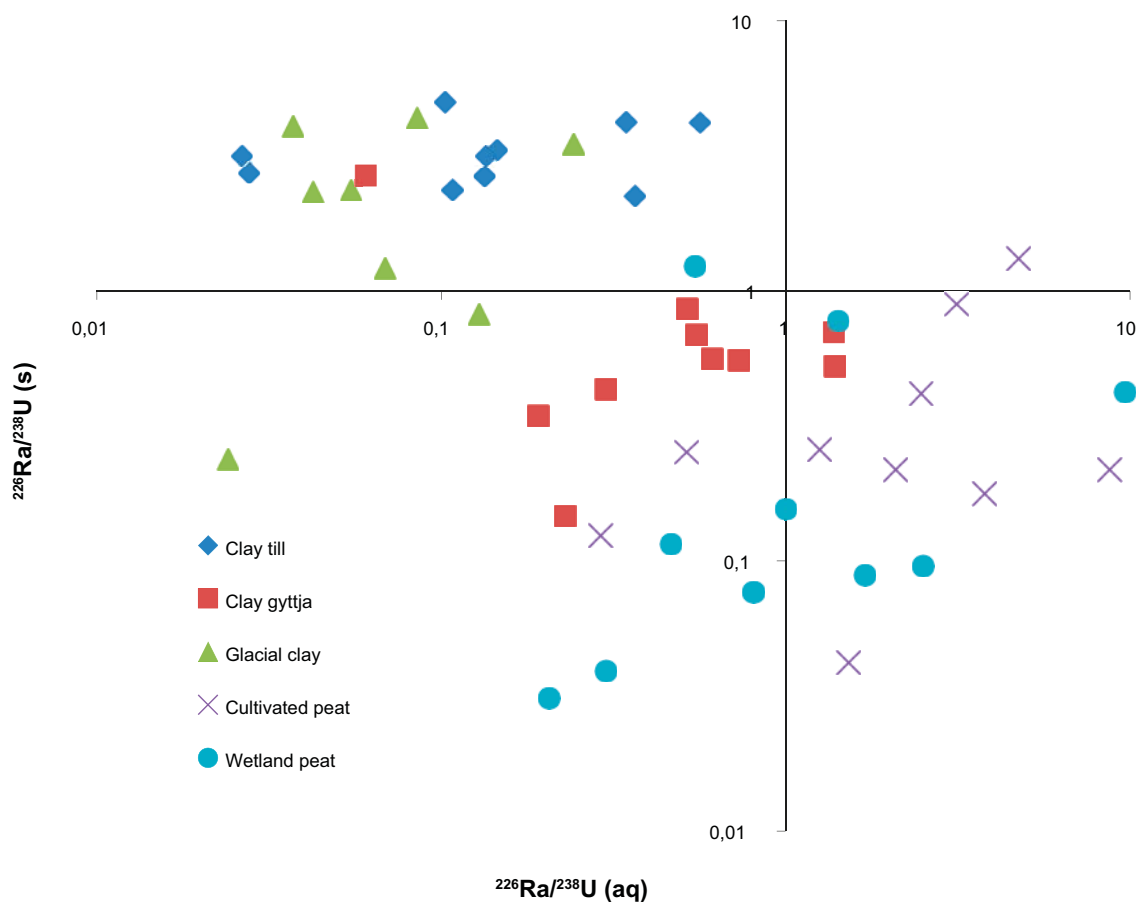 10
1
0,01
0,1
1
10
²²⁶Ra/²³⁸U (s)
Clay till
0,1
Clay gyttja
Glacial clay
Cultivated peat
Wetland peat
0,01
²²⁶Ra/²³⁸U (aq)